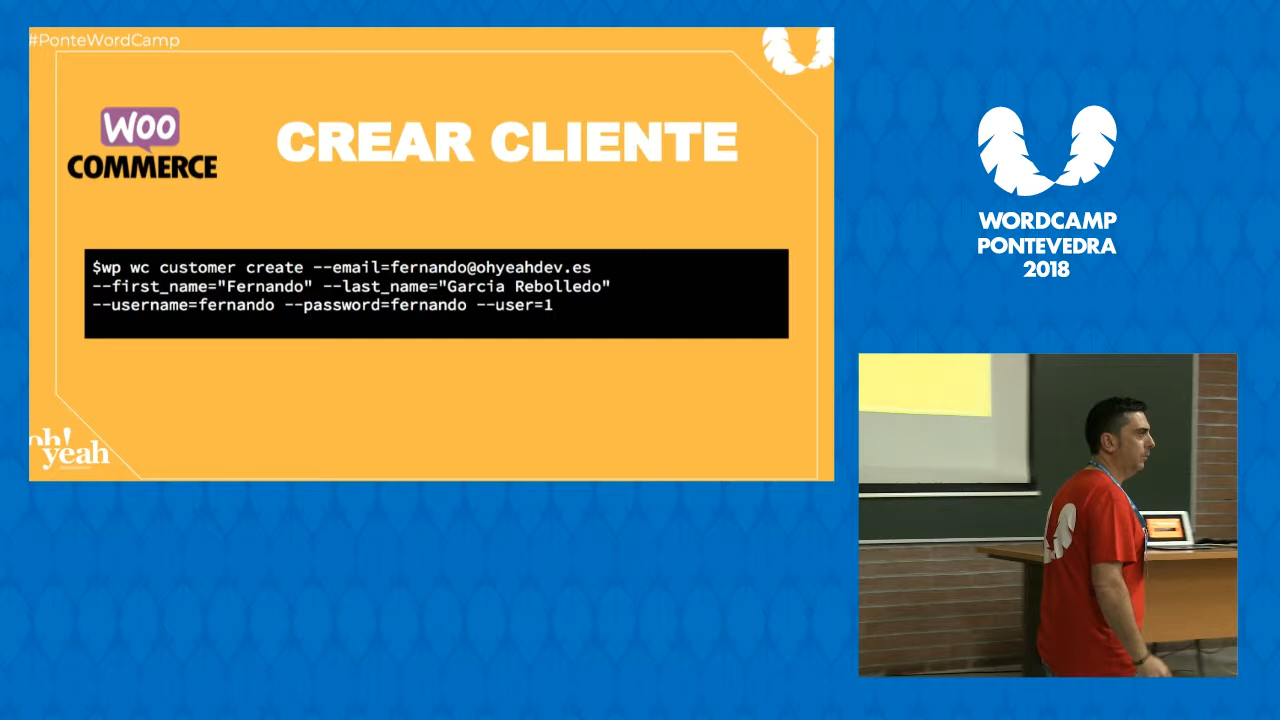 #PonteWordCamp
WOO
COMMERCE
CREAR CLIENTE
$wp wc customer create --email=fernando@ohyeahdev.es
--first_name="Fernando" --last_name="Garcia Rebolledo"
--username=fernando --password=fernando --user=1
oh!
yeah
WORDCAMP
PONTEVEDRA
2018